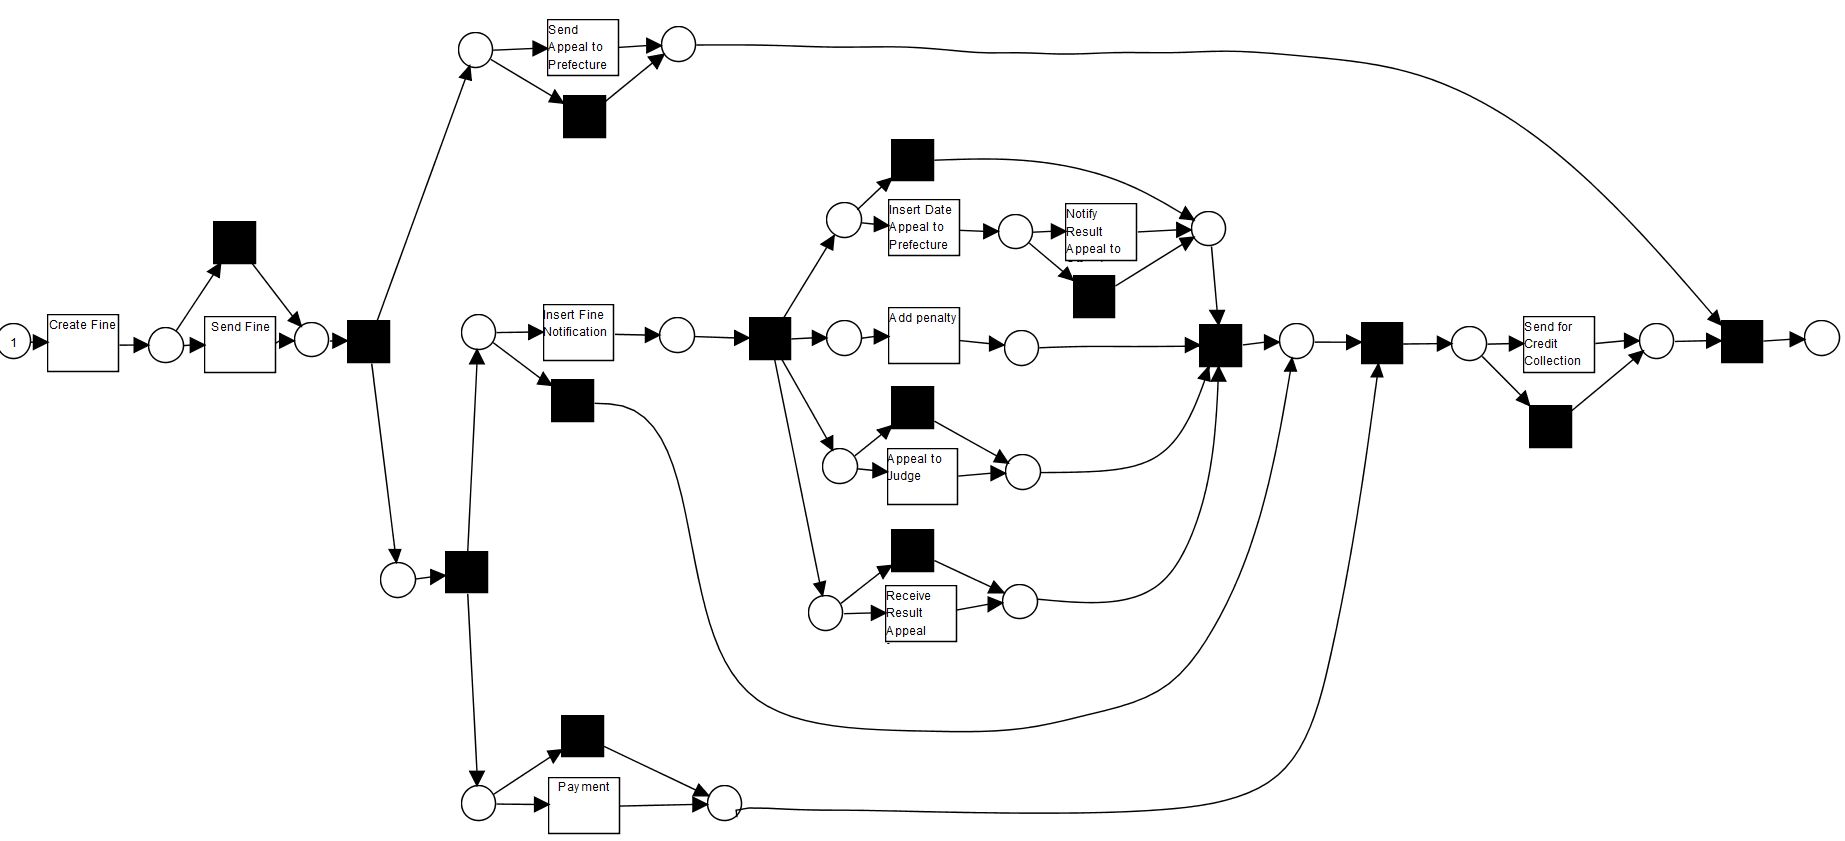 Send
Appeal to
Prefecture
Insert Date
Appeal to
Prefecture
Notify
Result
Appeal to
Create Fine
Send Fine
1
Insert Fine
Notification
Add penalty
Send for
Credit
Collection
Appeal to
Judge
Receive
Result
Appeal
Payment